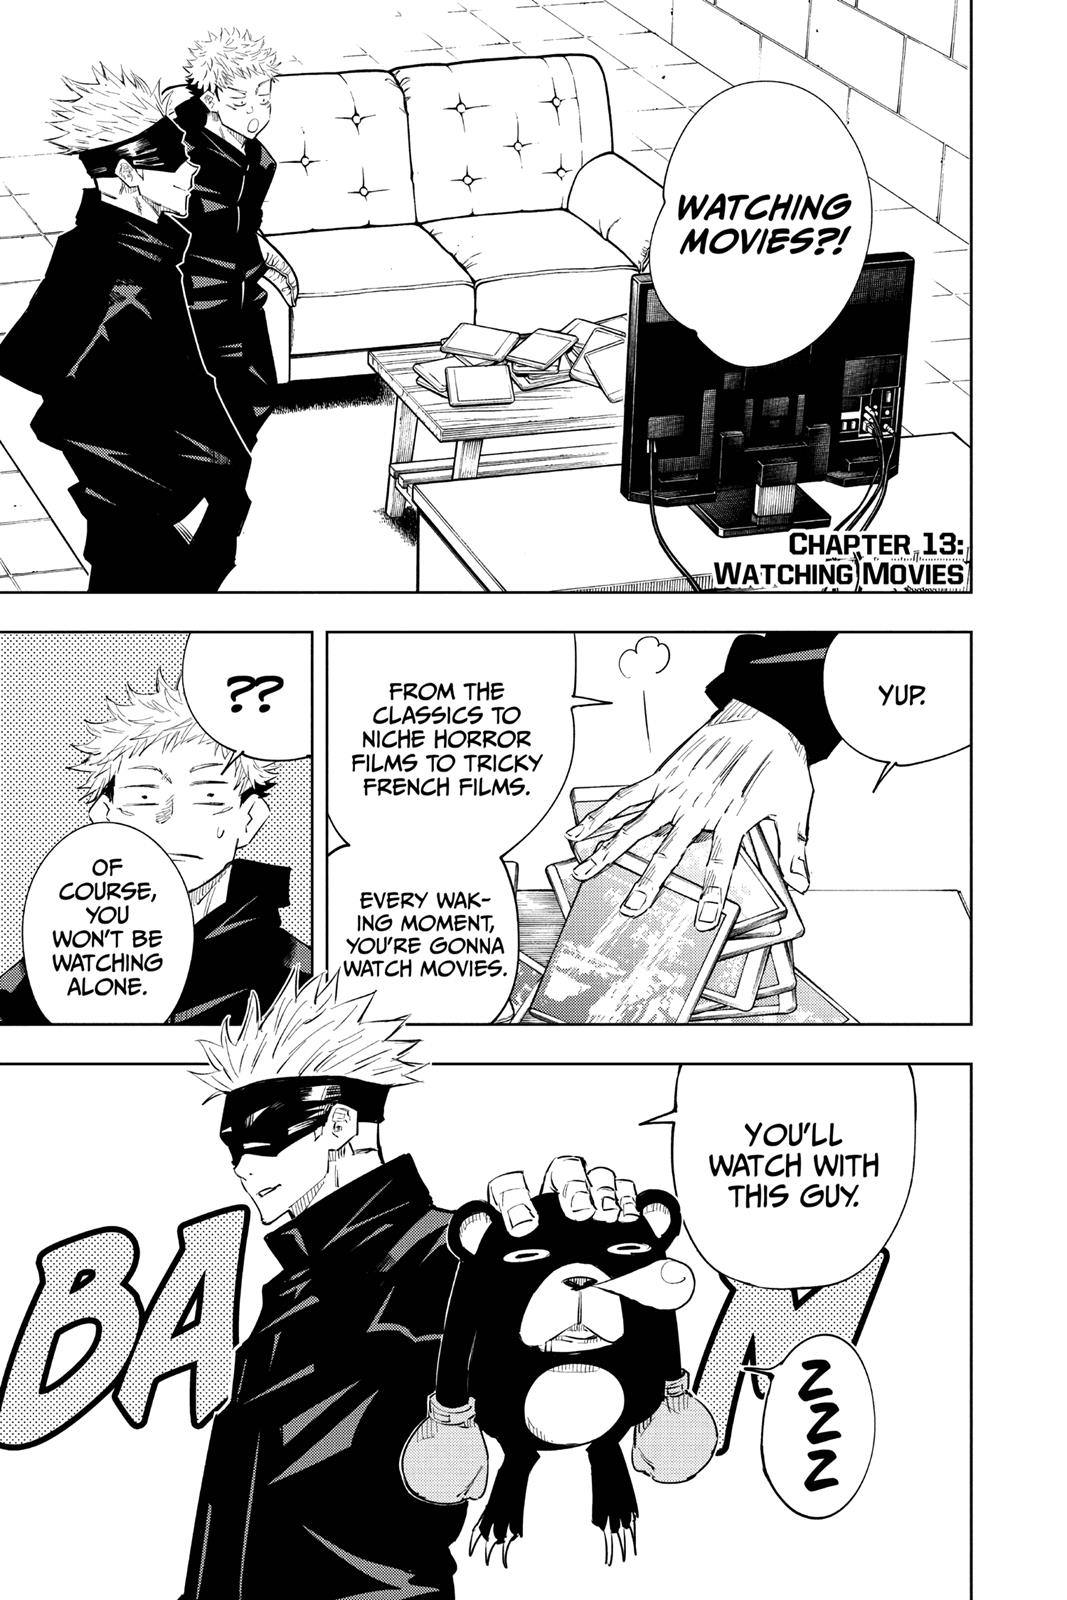 WATCHING
MOVIES?!
CHAPTER 13:
WATCHING MOVIES
YUP.
FROM THE
CLASSICS TO
NICHE HORROR
FILMS TO TRICKY
FRENCH FILMS.
EVERY WAK-
ING MOMENT,
YOU'RE GONNA
WATCH MOVIES.
??
OF
COURSE,
YOU
WON'T BE
WATCHING
ALONE.
YOU'LL
WATCH WITH
THIS GUY.
BAM
Z
Z
Z